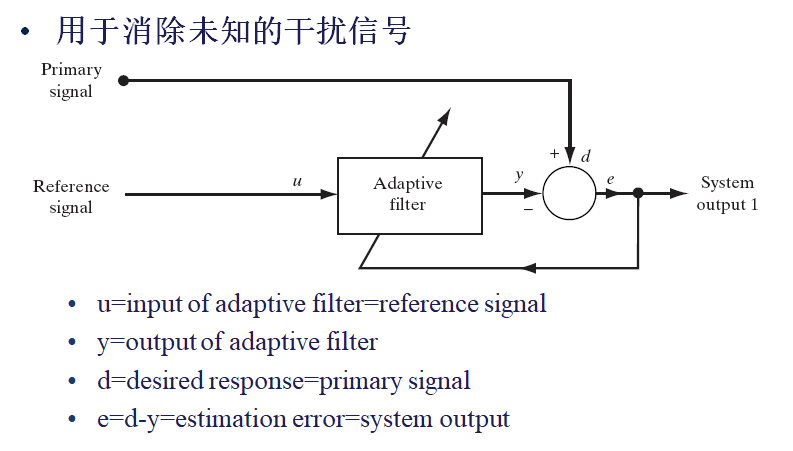 • 用于消除未知的干扰信号
Primary
signal
+
d
Reference
signal
u
Adaptive
filter
y
−
e
System
output 1
• u=input of adaptive filter=reference signal
• y=output of adaptive filter
• d=desired response=primary signal
• e=d-y=estimation error=system output